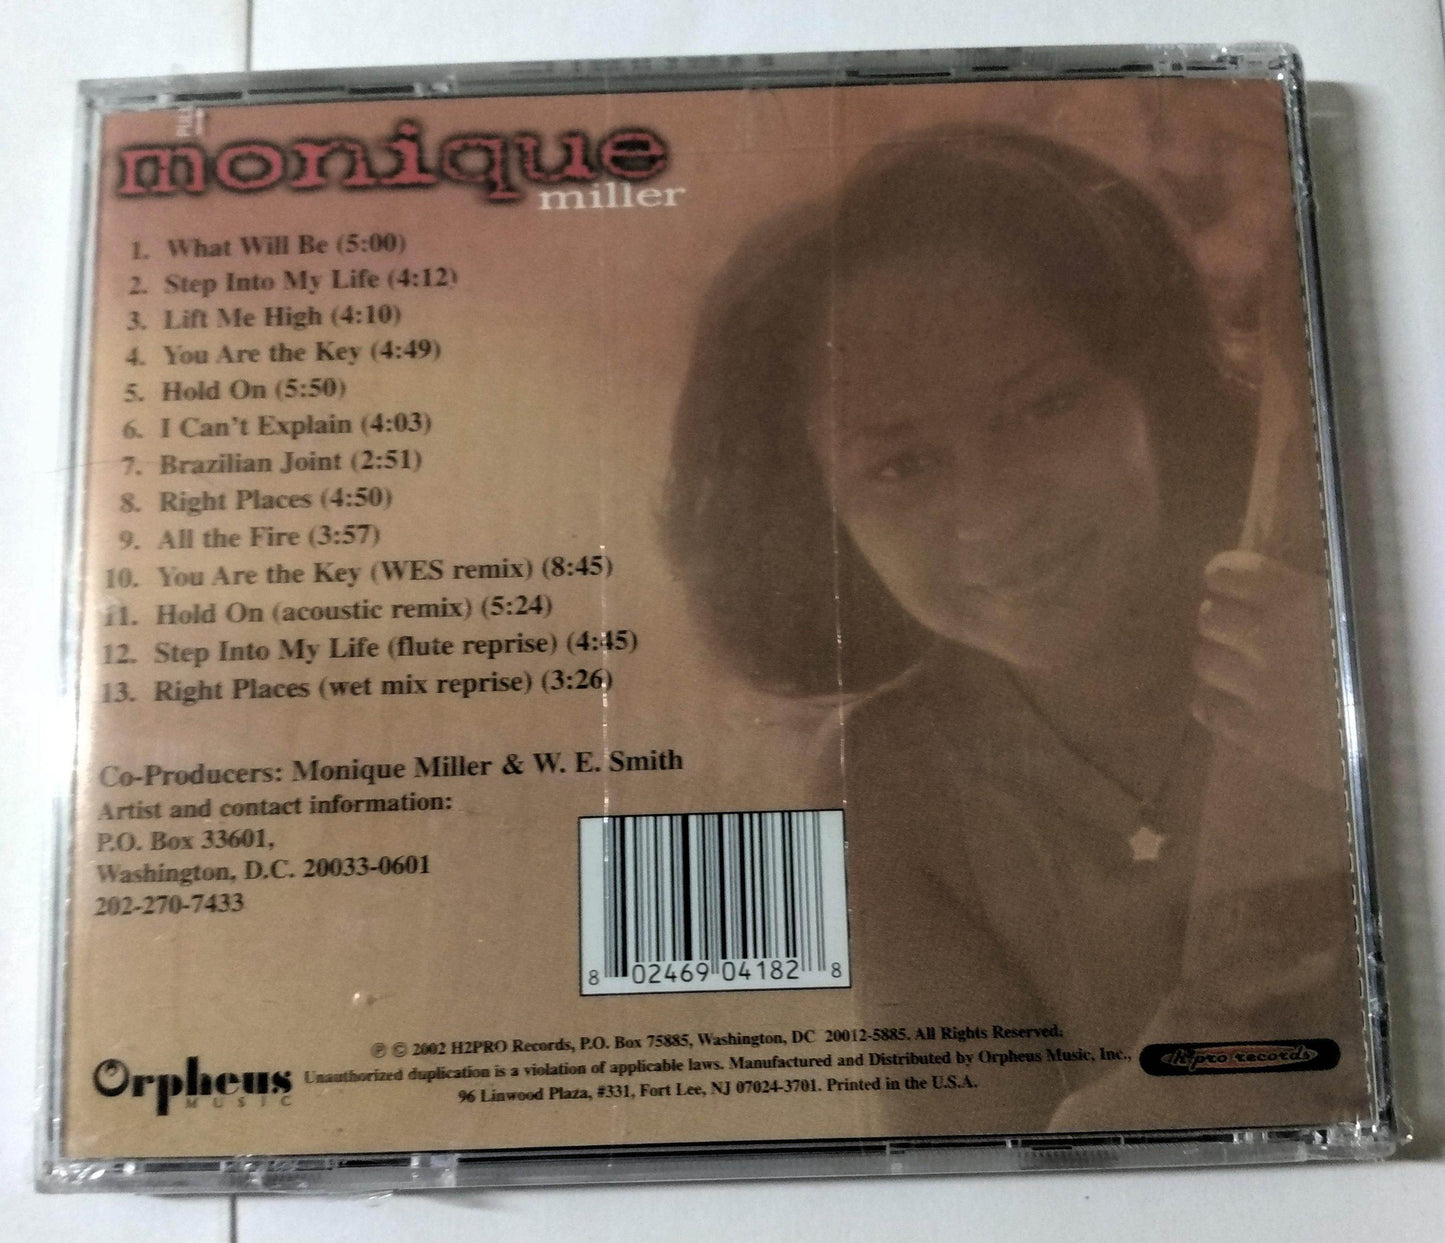 PULL
monique
miller
1. What Will Be (5:00)
2. Step Into My Life (4:12)
3. Lift Me High (4:10)
4. You Are the Key (4:49)
5. Hold On (5:50)
6. I Can't Explain (4:03)
7. Brazilian Joint (2:51)
8. Right Places (4:50)
9. All the Fire (3:57)
10. You Are the Key (WES remix) (8:45)
11. Hold On (acoustic remix) (5:24)
12. Step Into My Life (flute reprise) (4:45)
13. Right Places (wet mix reprise) (3:26)
Co-Producers: Monique Miller & W. E. Smith
Artist and contact information:
P.O. Box 33601,
Washington, D.C. 20033-0601
202-270-7433
8 02469 04182 8
℗ © 2002 H2PRO Records, P.O. Box 75885, Washington, DC 20012-5885. All Rights Reserved.
Unauthorized duplication is a violation of applicable laws. Manufactured and Distributed by Orpheus Music, Inc.,
96 Linwood Plaza, #331, Fort Lee, NJ 07024-3701. Printed in the U.S.A.
Orpheus
MUSIC
records